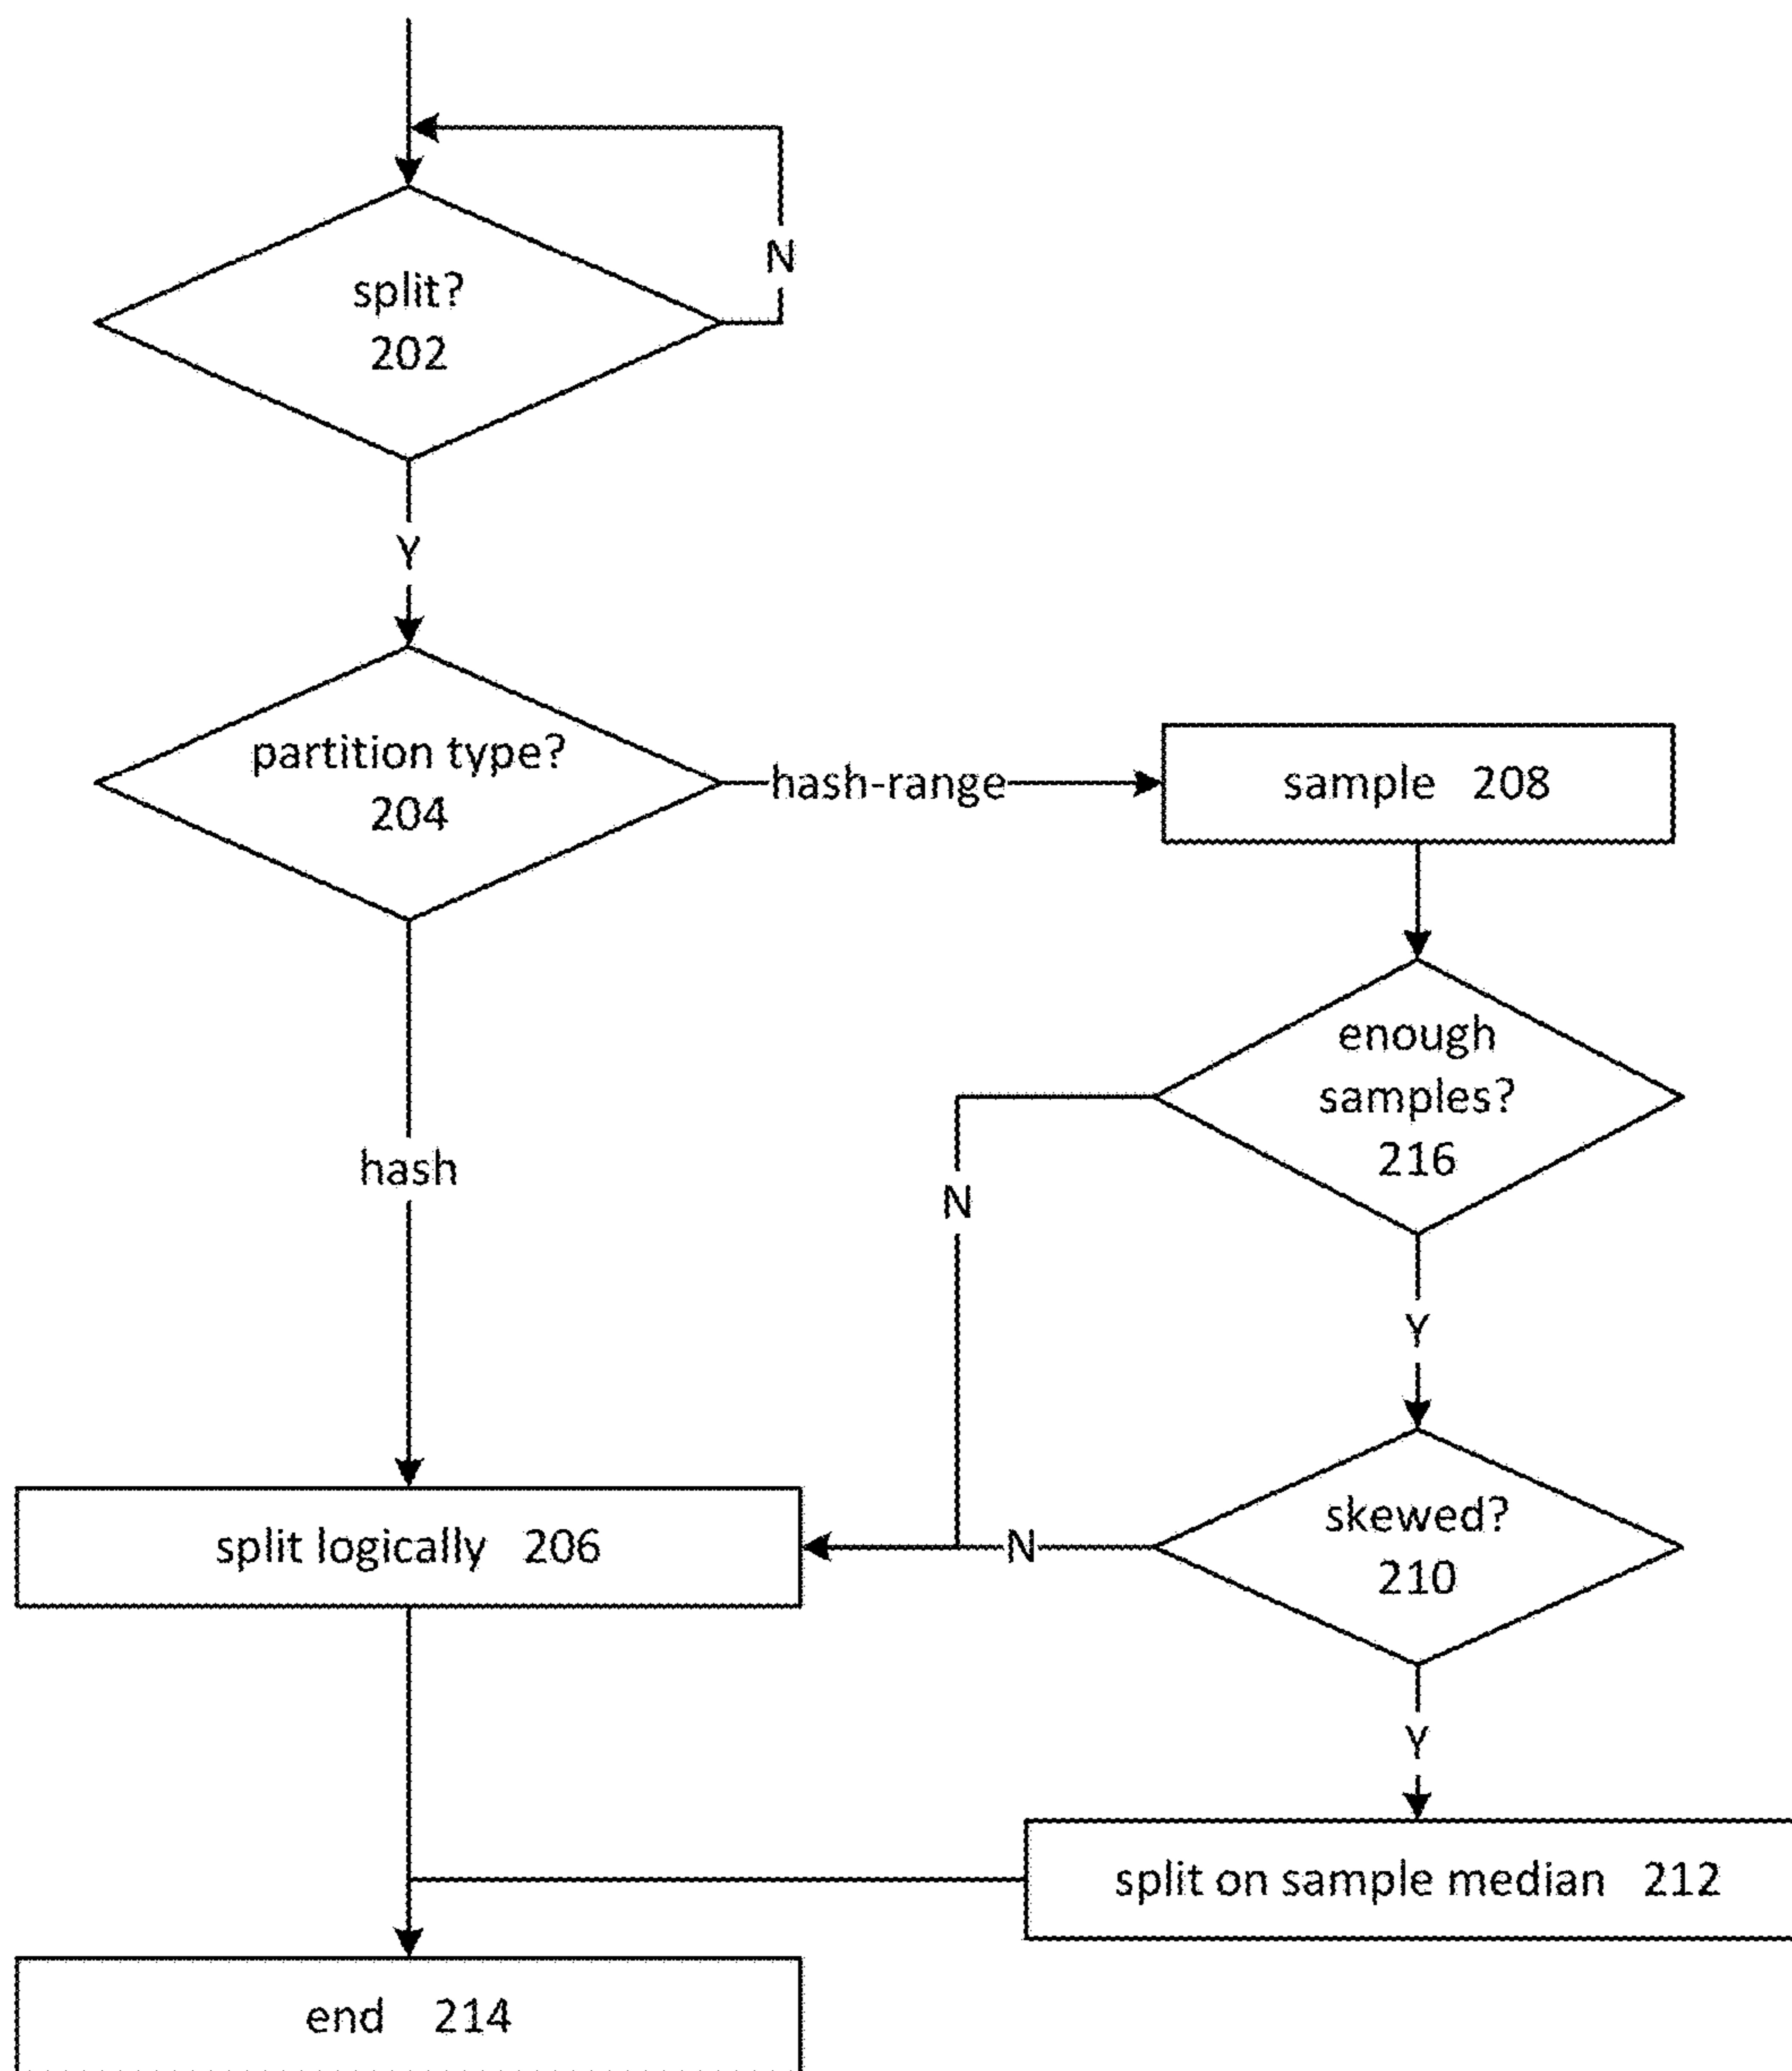 split?
202
N
Y
partition type?
204
hash-range
sample 208
enough
samples?
216
N
hash
Y
skewed?
210
N
split logically 206
Y
split on sample median 212
end 214